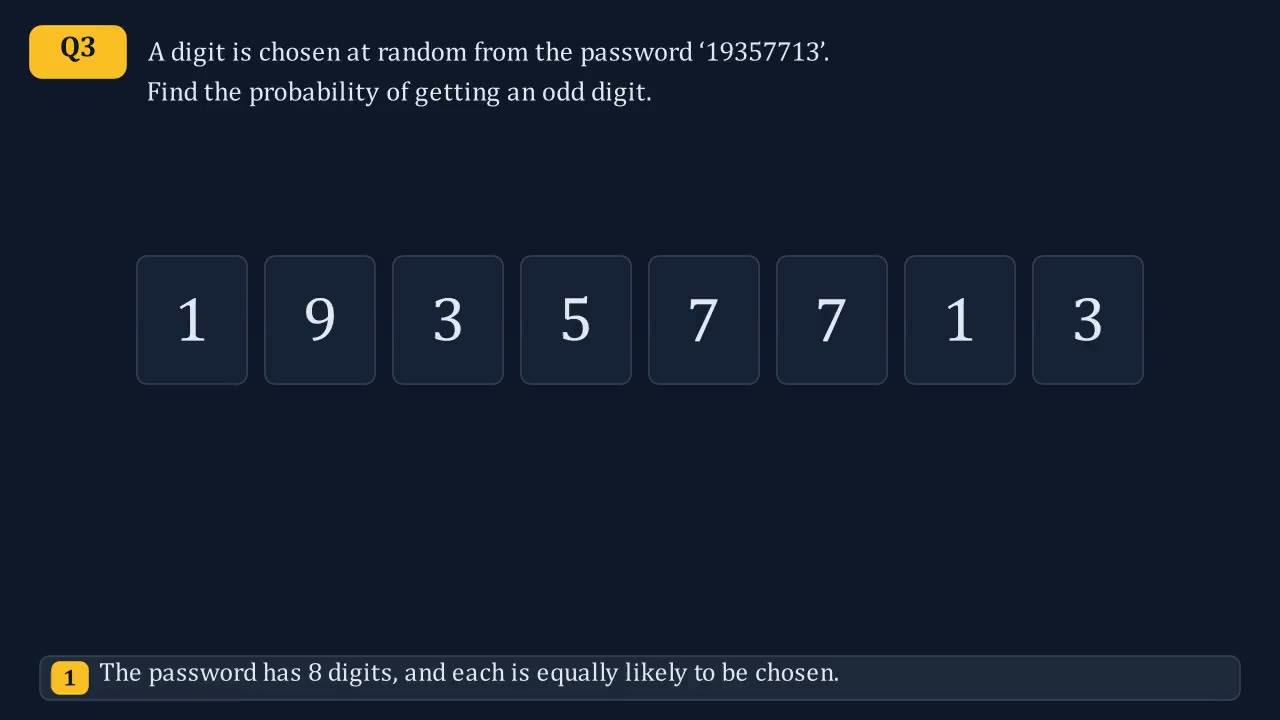 Q3
A digit is chosen at random from the password ‘19357713’.
Find the probability of getting an odd digit.
1 9 3 5 7 7 1 3
1 The password has 8 digits, and each is equally likely to be chosen.